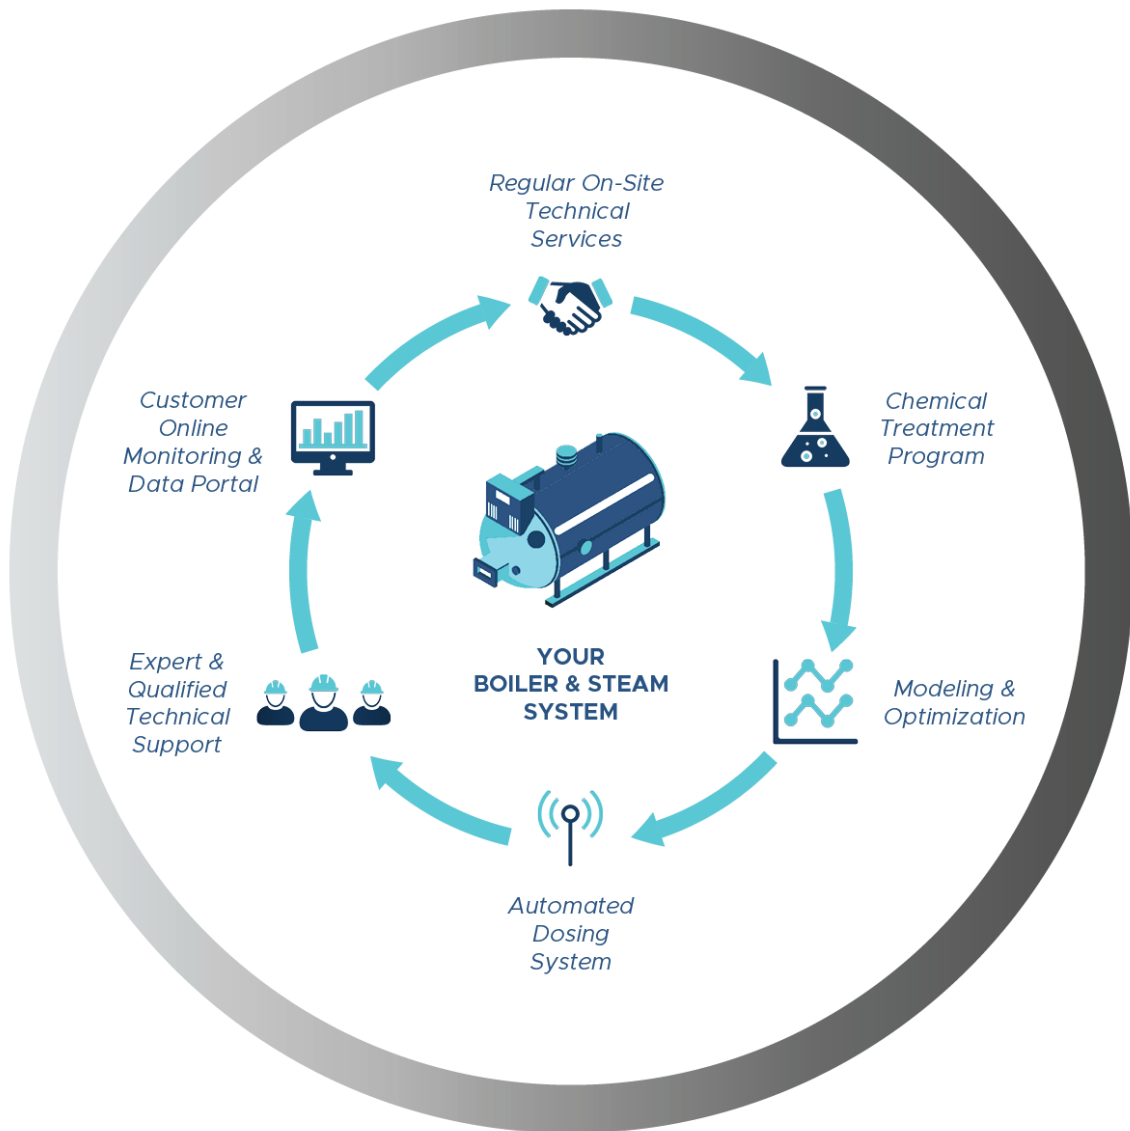 Regular On-Site
Technical
Services
Chemical
Treatment
Program
Modeling &
Optimization
Automated
Dosing
System
Expert &
Qualified
Technical
Support
Customer
Online
Monitoring &
Data Portal
YOUR
BOILER & STEAM
SYSTEM